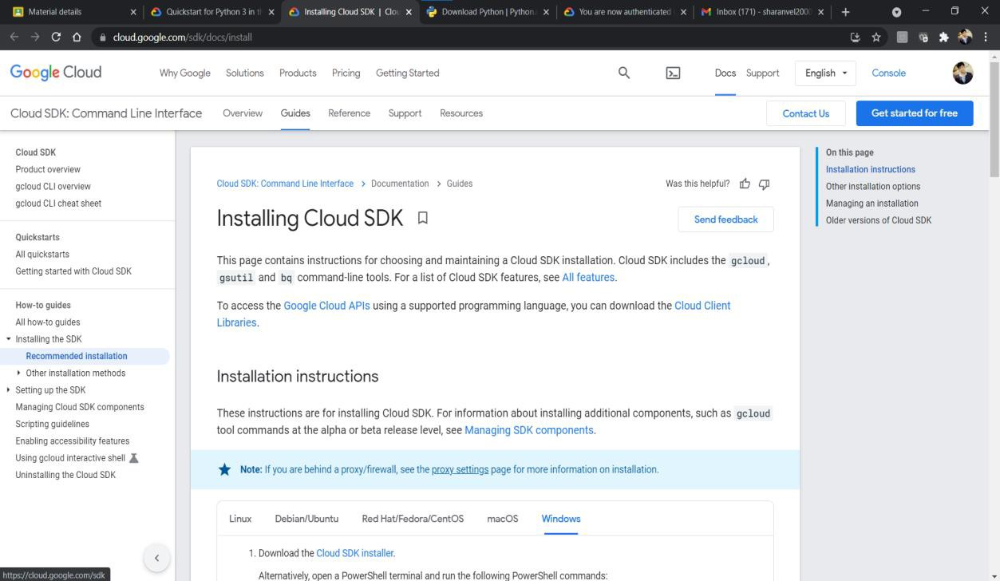 Material details
Quickstart for Python 3 in th
Installing Cloud SDK | Clou
Download Python | Python.
You are now authenticated
Inbox (171) - sharanvel2000
cloud.google.com/sdk/docs/install
Google Cloud
Why Google
Solutions
Products
Pricing
Getting Started
Docs
Support
English
Console
Cloud SDK: Command Line Interface
Overview
Guides
Reference
Support
Resources
Contact Us
Get started for free
Cloud SDK
Product overview
gcloud CLI overview
gcloud CLI cheat sheet
Quickstarts
All quickstarts
Getting started with Cloud SDK
How-to guides
All how-to guides
Installing the SDK
Recommended installation
Other installation methods
Setting up the SDK
Managing Cloud SDK components
Scripting guidelines
Enabling accessibility features
Using gcloud interactive shell
Uninstalling the Cloud SDK
https://cloud.google.com/sdk
Cloud SDK: Command Line Interface > Documentation > Guides
Was this helpful?
Installing Cloud SDK
Send feedback
This page contains instructions for choosing and maintaining a Cloud SDK installation. Cloud SDK includes the gcloud,
gsutil and bq command-line tools. For a list of Cloud SDK features, see All features.
To access the Google Cloud APIs using a supported programming language, you can download the Cloud Client
Libraries.
Installation instructions
These instructions are for installing Cloud SDK. For information about installing additional components, such as gcloud
tool commands at the alpha or beta release level, see Managing SDK components.
Note: If you are behind a proxy/firewall, see the proxy settings page for more information on installation.
Linux
Debian/Ubuntu
Red Hat/Fedora/CentOS
macOS
Windows
1. Download the Cloud SDK installer.
Alternatively, open a PowerShell terminal and run the following PowerShell commands:
On this page
Installation instructions
Other installation options
Managing an installation
Older versions of Cloud SDK